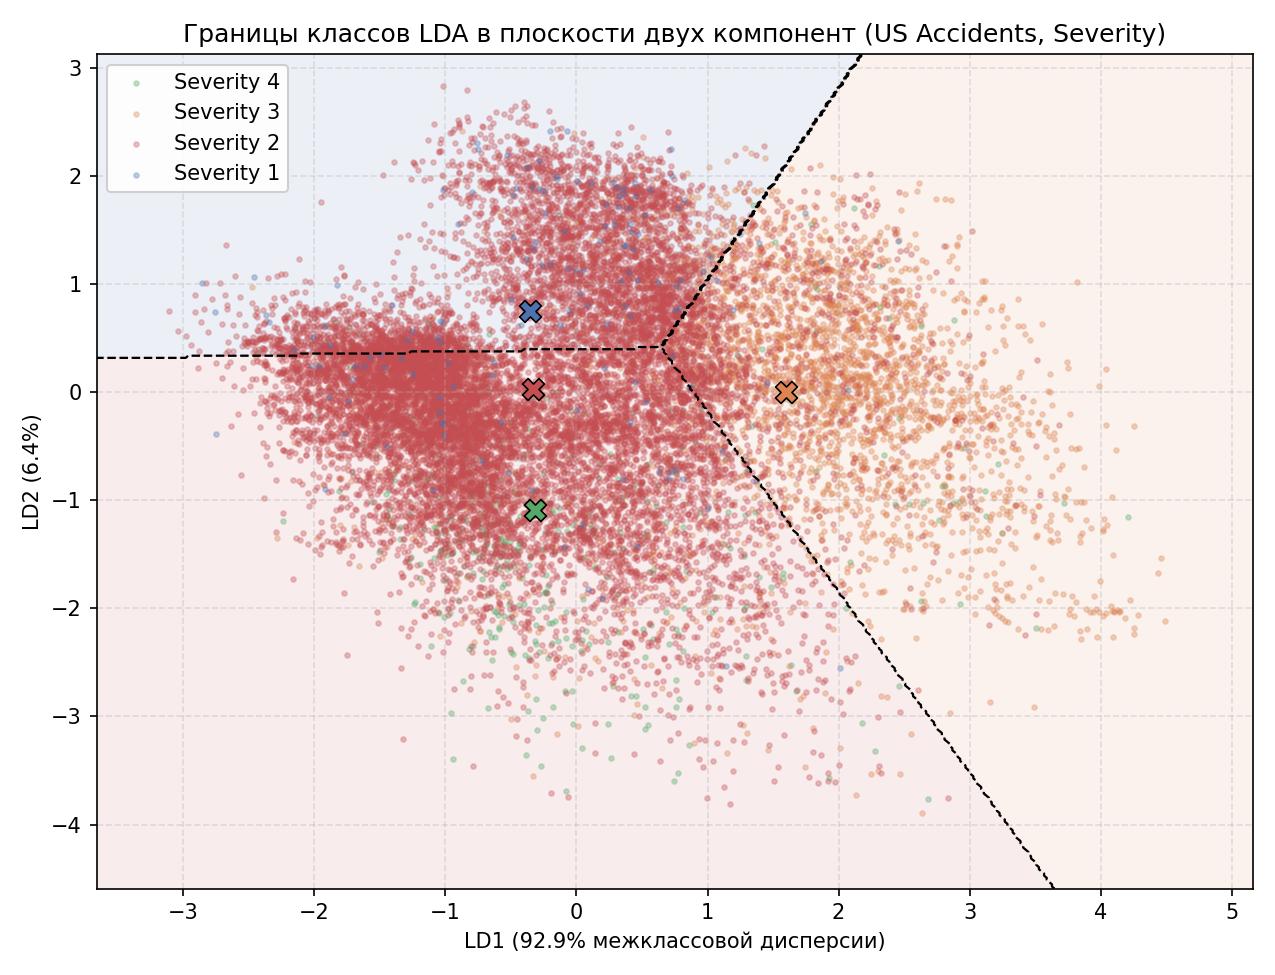 Границы классов LDA в плоскости двух компонент (US Accidents, Severity)
Severity 4
Severity 3
Severity 2
Severity 1
3
2
1
0
−1
−2
−3
−4
LD2 (6.4%)
−3
−2
−1
0
1
2
3
4
5
LD1 (92.9% межклассовой дисперсии)